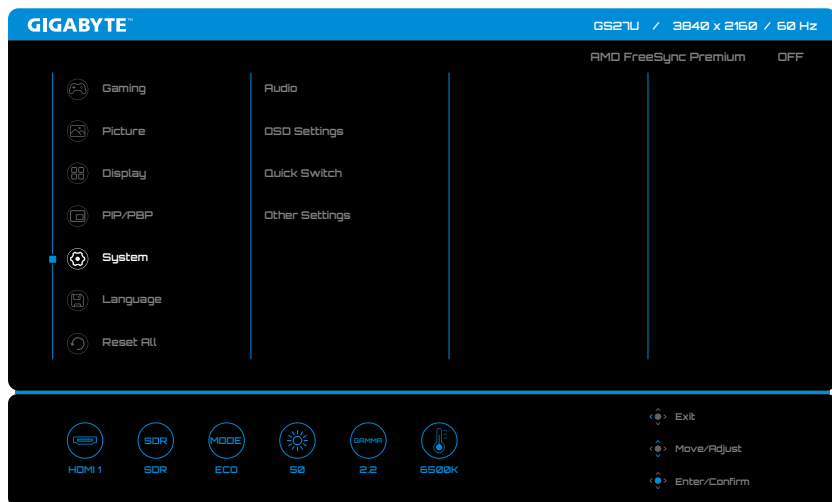 GIGABYTE™
GS27U / 3840 x 2160 / 60 Hz
AMD FreeSync Premium OFF
Gaming
Audio
Picture
OSD Settings
Display
Quick Switch
PIP/PBP
Other Settings
System
Language
Reset All
Exit
SDR
MODE
GAMMA
Move/Adjust
HDMI 1
SDR
ECO
50
2.2
6500K
Enter/Confirm